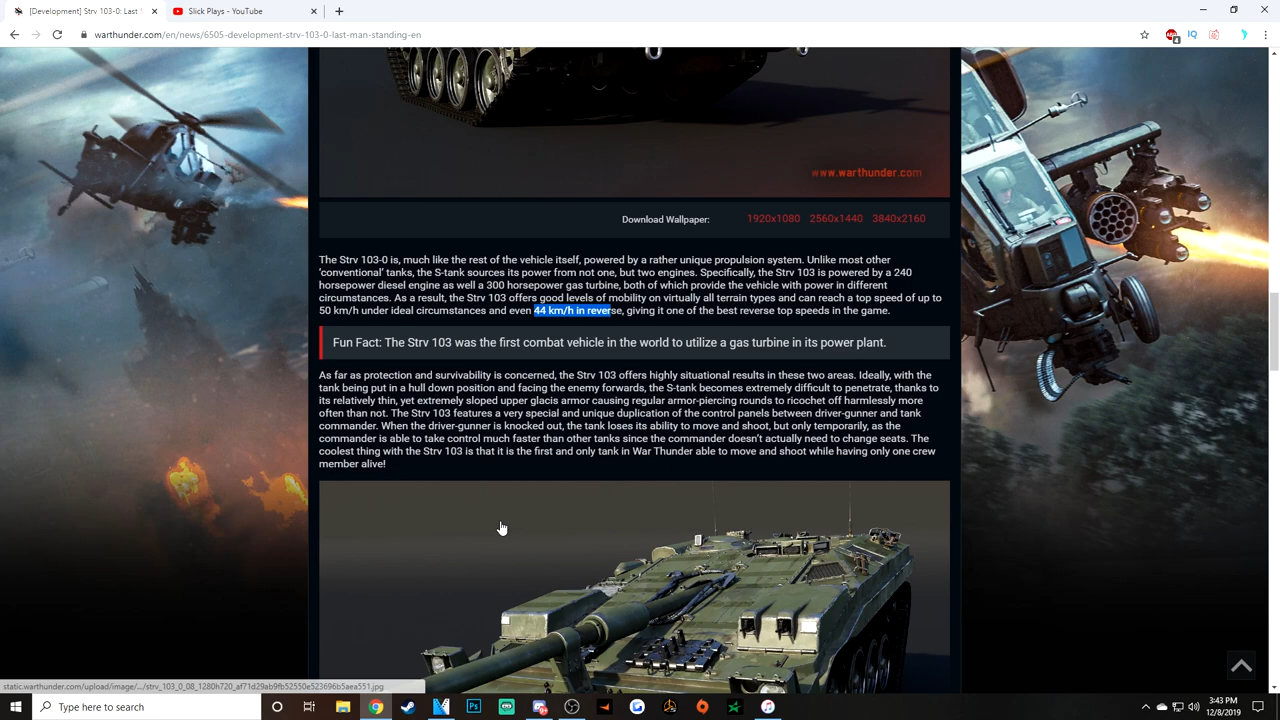 [Development] Strv 103-0: Last
Slick Plays - YouTube
warthunder.com/en/news/6505-development-strv-103-0-last-man-standing-en
IQ
www.warthunder.com
Download Wallpaper: 1920x1080 2560x1440 3840x2160
The Strv 103-0 is, much like the rest of the vehicle itself, powered by a rather unique propulsion system. Unlike most other
'conventional' tanks, the S-tank sources its power from not one, but two engines. Specifically, the Strv 103 is powered by a 240
horsepower diesel engine as well a 300 horsepower gas turbine, both of which provide the vehicle with power in different
circumstances. As a result, the Strv 103 offers good levels of mobility on virtually all terrain types and can reach a top speed of up to
50 km/h under ideal circumstances and even 44 km/h in reverse, giving it one of the best reverse top speeds in the game.
Fun Fact: The Strv 103 was the first combat vehicle in the world to utilize a gas turbine in its power plant.
As far as protection and survivability is concerned, the Strv 103 offers highly situational results in these two areas. Ideally, with the
tank being put in a hull down position and facing the enemy forwards, the S-tank becomes extremely difficult to penetrate, thanks to
its relatively thin, yet extremely sloped upper glacis armor causing regular armor-piercing rounds to ricochet off harmlessly more
often than not. The Strv 103 features a very special and unique duplication of the control panels between driver-gunner and tank
commander. When the driver-gunner is knocked out, the tank loses its ability to move and shoot, but only temporarily, as the
commander is able to take control much faster than other tanks since the commander doesn't actually need to change seats. The
coolest thing with the Strv 103 is that it is the first and only tank in War Thunder able to move and shoot while having only one crew
member alive!
static.warthunder.com/upload/image/.../strv_103_0_08_1280h720_af71d29ab9fb52550e523696b5aea551.jpg
Type here to search
3:43 PM
12/8/2019